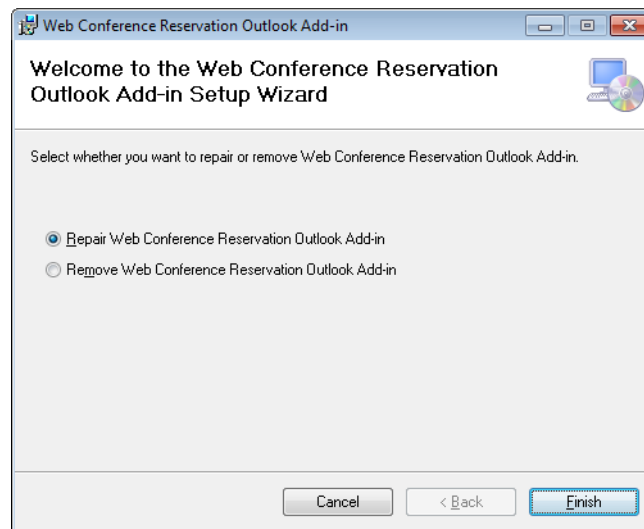 Web Conference Reservation Outlook Add-in
Welcome to the Web Conference Reservation
Outlook Add-in Setup Wizard
Select whether you want to repair or remove Web Conference Reservation Outlook Add-in.
Repair Web Conference Reservation Outlook Add-in
Remove Web Conference Reservation Outlook Add-in
Cancel
< Back
Finish